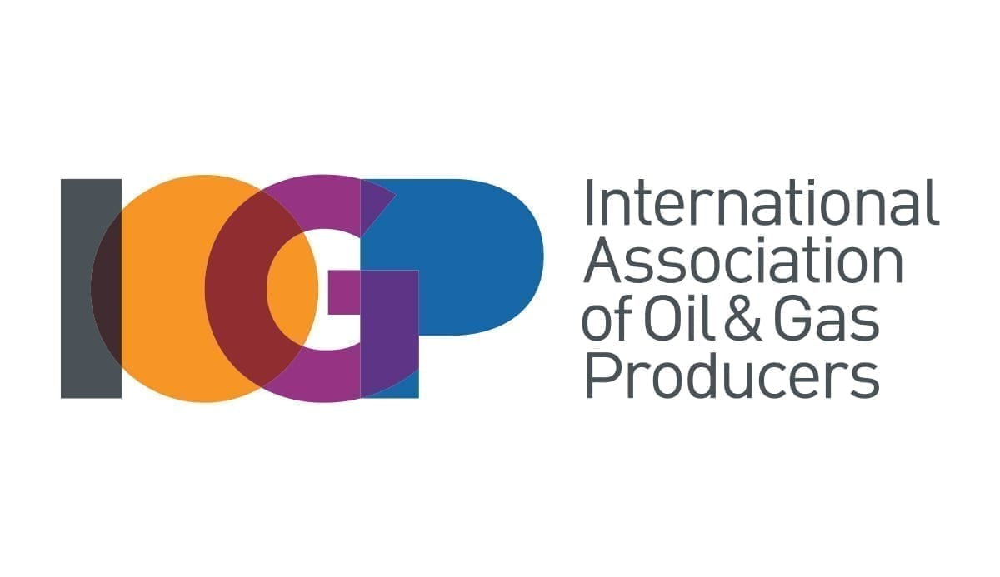 IOGP
International
Association
of Oil & Gas
Producers